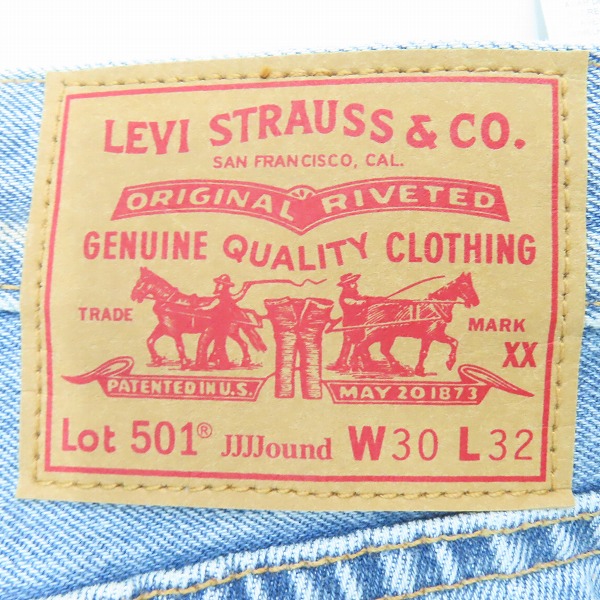 LEVI STRAUSS & CO.
SAN FRANCISCO, CAL.
ORIGINAL RIVETED
GENUINE QUALITY CLOTHING
TRADE MARK
XX
PATENTED IN U.S. MAY 20 1873
Lot 501® JJJJound W30 L32